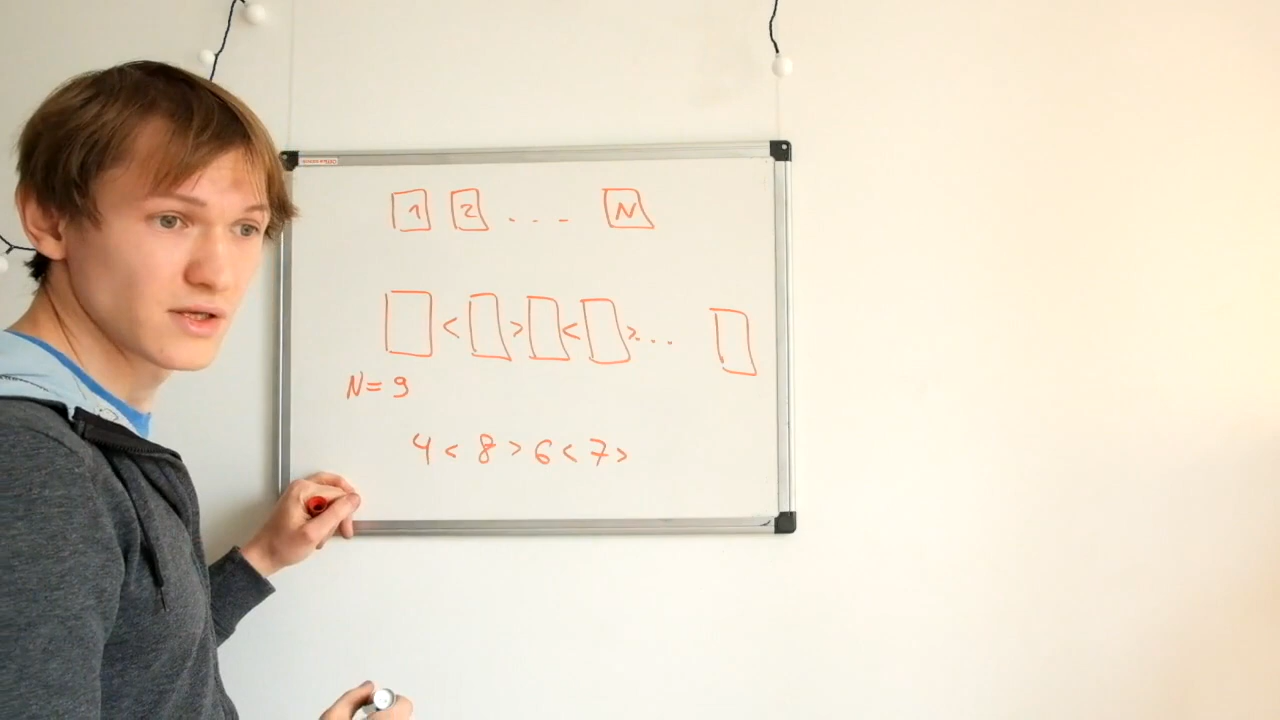 1 2 . . . . N
< > < > . . .
N = 9
4 < 8 > 6 < 7 >